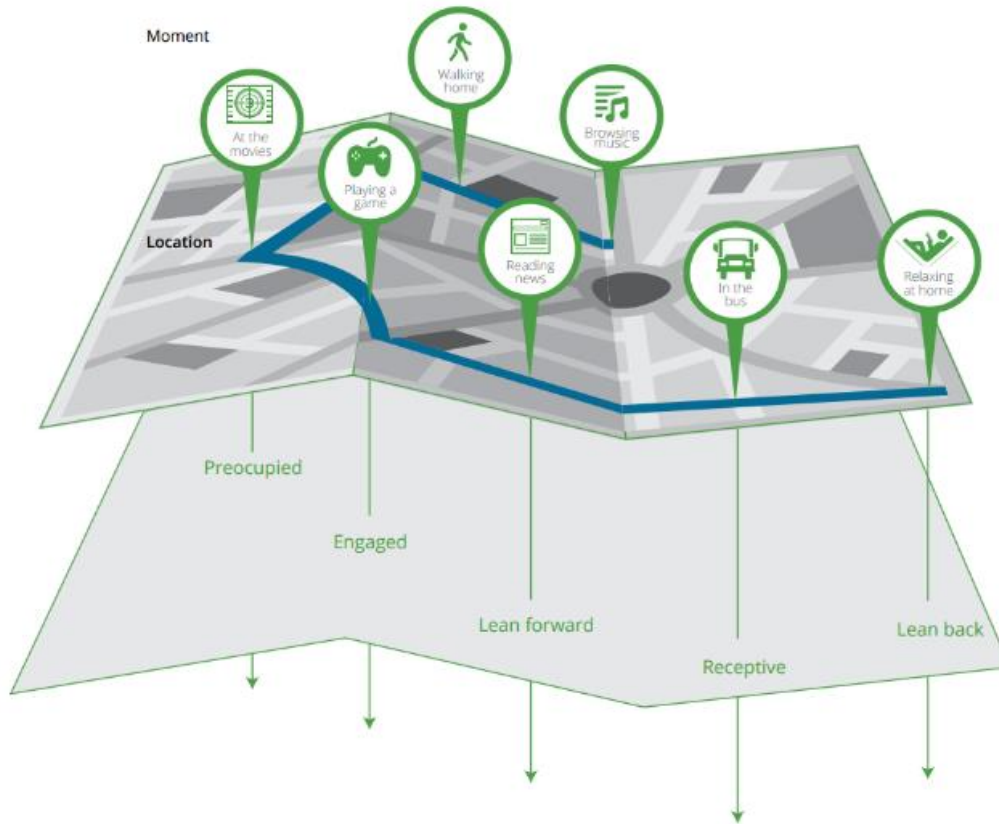 Moment
Walking
home
At the
movies
Browsing
music
Playing a
game
Location
Reading
news
In the
bus
Relaxing
at home
Preocupied
Engaged
Lean forward
Lean back
Receptive